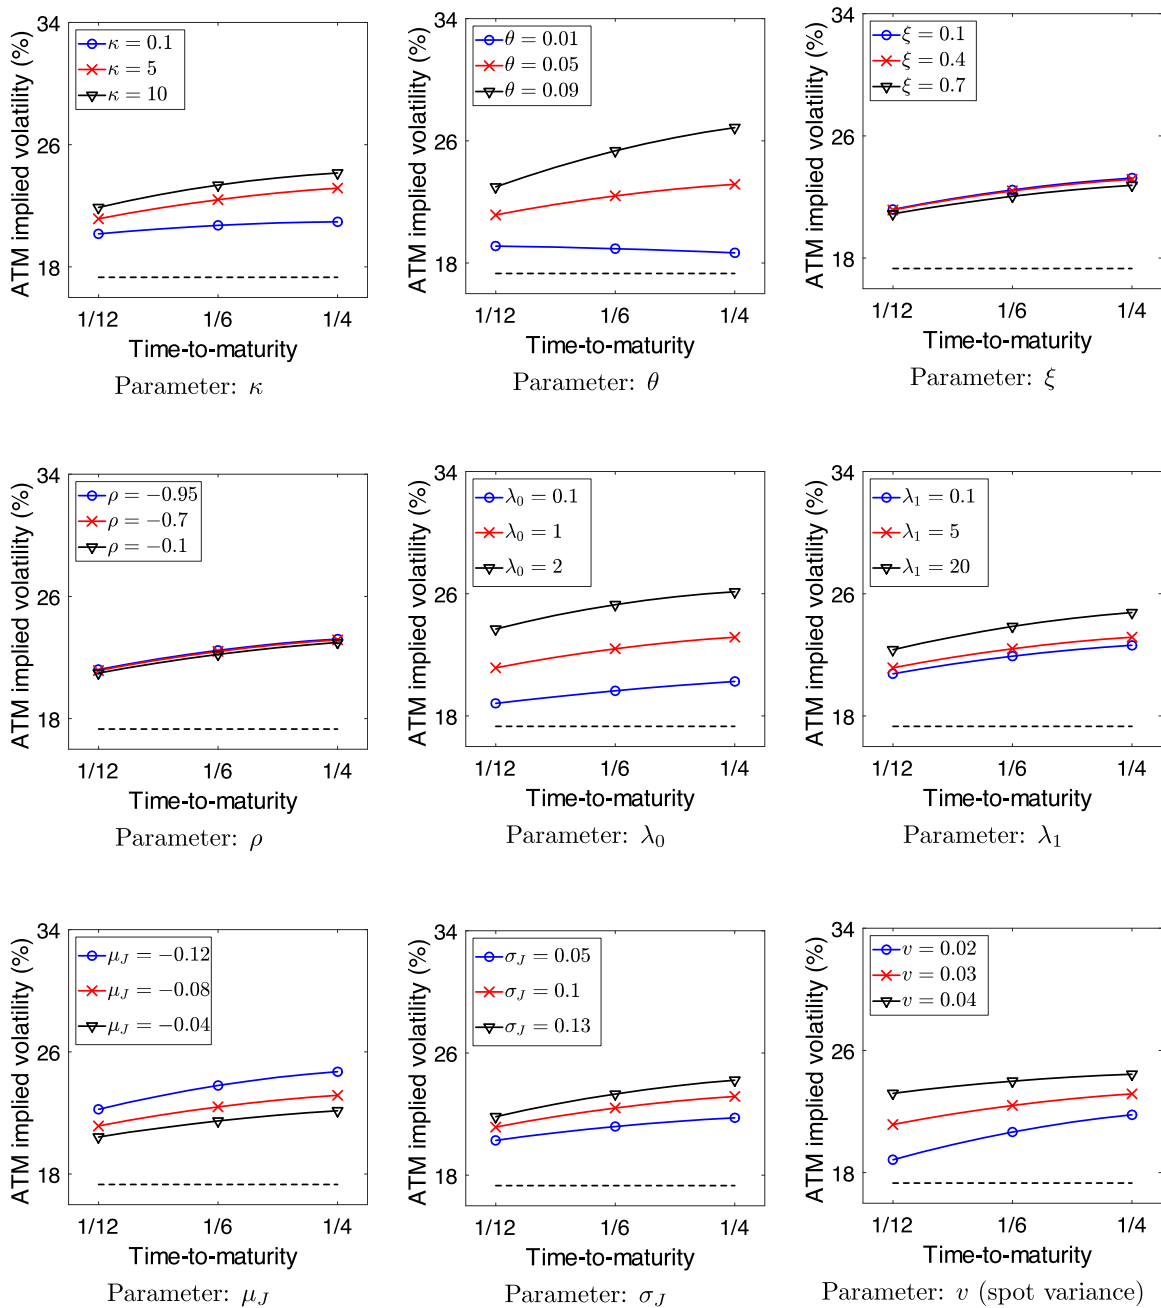 ATM implied volatility (%)
34
26
18
κ = 0.1
κ = 5
κ = 10
1/12 1/6 1/4
Time-to-maturity
Parameter: κ
ATM implied volatility (%)
34
26
18
θ = 0.01
θ = 0.05
θ = 0.09
1/12 1/6 1/4
Time-to-maturity
Parameter: θ
ATM implied volatility (%)
34
26
18
ξ = 0.1
ξ = 0.4
ξ = 0.7
1/12 1/6 1/4
Time-to-maturity
Parameter: ξ
ATM implied volatility (%)
34
26
18
ρ = −0.95
ρ = −0.7
ρ = −0.1
1/12 1/6 1/4
Time-to-maturity
Parameter: ρ
ATM implied volatility (%)
34
26
18
λ₀ = 0.1
λ₀ = 1
λ₀ = 2
1/12 1/6 1/4
Time-to-maturity
Parameter: λ₀
ATM implied volatility (%)
34
26
18
λ₁ = 0.1
λ₁ = 5
λ₁ = 20
1/12 1/6 1/4
Time-to-maturity
Parameter: λ₁
ATM implied volatility (%)
34
26
18
μ_J = −0.12
μ_J = −0.08
μ_J = −0.04
1/12 1/6 1/4
Time-to-maturity
Parameter: μ_J
ATM implied volatility (%)
34
26
18
σ_J = 0.05
σ_J = 0.1
σ_J = 0.13
1/12 1/6 1/4
Time-to-maturity
Parameter: σ_J
ATM implied volatility (%)
34
26
18
v = 0.02
v = 0.03
v = 0.04
1/12 1/6 1/4
Time-to-maturity
Parameter: v (spot variance)